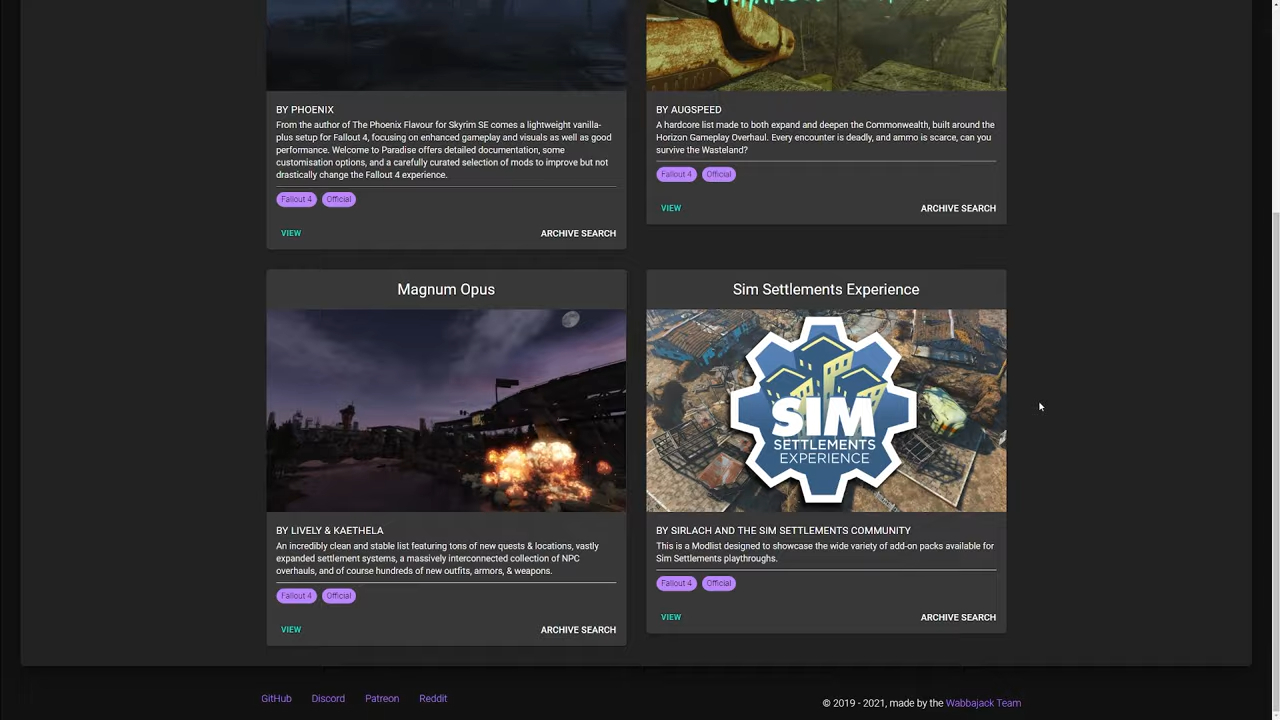 BY PHOENIX
From the author of The Phoenix Flavour for Skyrim SE comes a lightweight vanilla-
plus setup for Fallout 4, focusing on enhanced gameplay and visuals as well as good
performance. Welcome to Paradise offers detailed documentation, some
customisation options, and a carefully curated selection of mods to improve but not
drastically change the Fallout 4 experience.
Fallout 4 Official
VIEW ARCHIVE SEARCH
BY AUGSPEED
A hardcore list made to both expand and deepen the Commonwealth, built around the
Horizon Gameplay Overhaul. Every encounter is deadly, and ammo is scarce, can you
survive the Wasteland?
Fallout 4 Official
VIEW ARCHIVE SEARCH
Magnum Opus
BY LIVELY & KAETHELA
An incredibly clean and stable list featuring tons of new quests & locations, vastly
expanded settlement systems, a massively interconnected collection of NPC
overhauls, and of course hundreds of new outfits, armors, & weapons.
Fallout 4 Official
VIEW ARCHIVE SEARCH
Sim Settlements Experience
SIM
SETTLEMENTS
EXPERIENCE
BY SIRLACH AND THE SIM SETTLEMENTS COMMUNITY
This is a Modlist designed to showcase the wide variety of add-on packs available for
Sim Settlements playthroughs.
Fallout 4 Official
VIEW ARCHIVE SEARCH
GitHub Discord Patreon Reddit
© 2019 - 2021, made by the Wabbajack Team